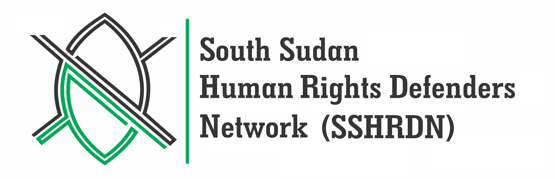 South Sudan
Human Rights Defenders
Network (SSHRDN)